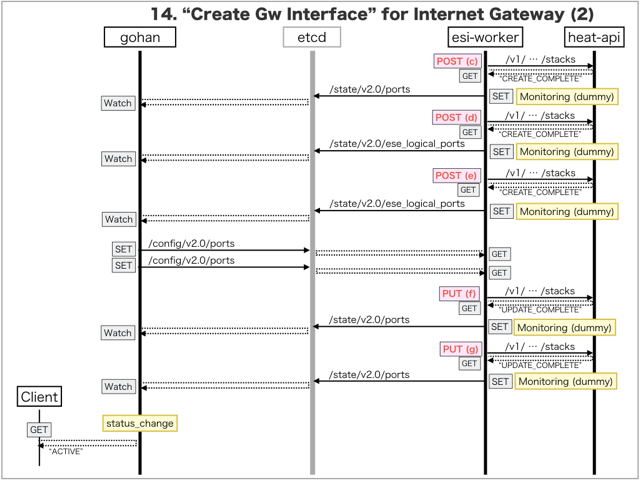 14. “Create Gw Interface” for Internet Gateway (2)
gohan
etcd
esi-worker
heat-api
POST (c)
/v1/ … /stacks
GET
"CREATE_COMPLETE"
/state/v2.0/ports
SET
Monitoring (dummy)
Watch
POST (d)
/v1/ … /stacks
GET
"CREATE_COMPLETE"
/state/v2.0/ese_logical_ports
SET
Monitoring (dummy)
Watch
POST (e)
/v1/ … /stacks
GET
"CREATE_COMPLETE"
/state/v2.0/ese_logical_ports
SET
Monitoring (dummy)
Watch
SET
/config/v2.0/ports
GET
SET
/config/v2.0/ports
GET
PUT (f)
/v1/ … /stacks
GET
"UPDATE_COMPLETE"
/state/v2.0/ports
SET
Monitoring (dummy)
Watch
PUT (g)
/v1/ … /stacks
GET
"UPDATE_COMPLETE"
/state/v2.0/ports
SET
Monitoring (dummy)
Watch
Client
status_change
GET
"ACTIVE"